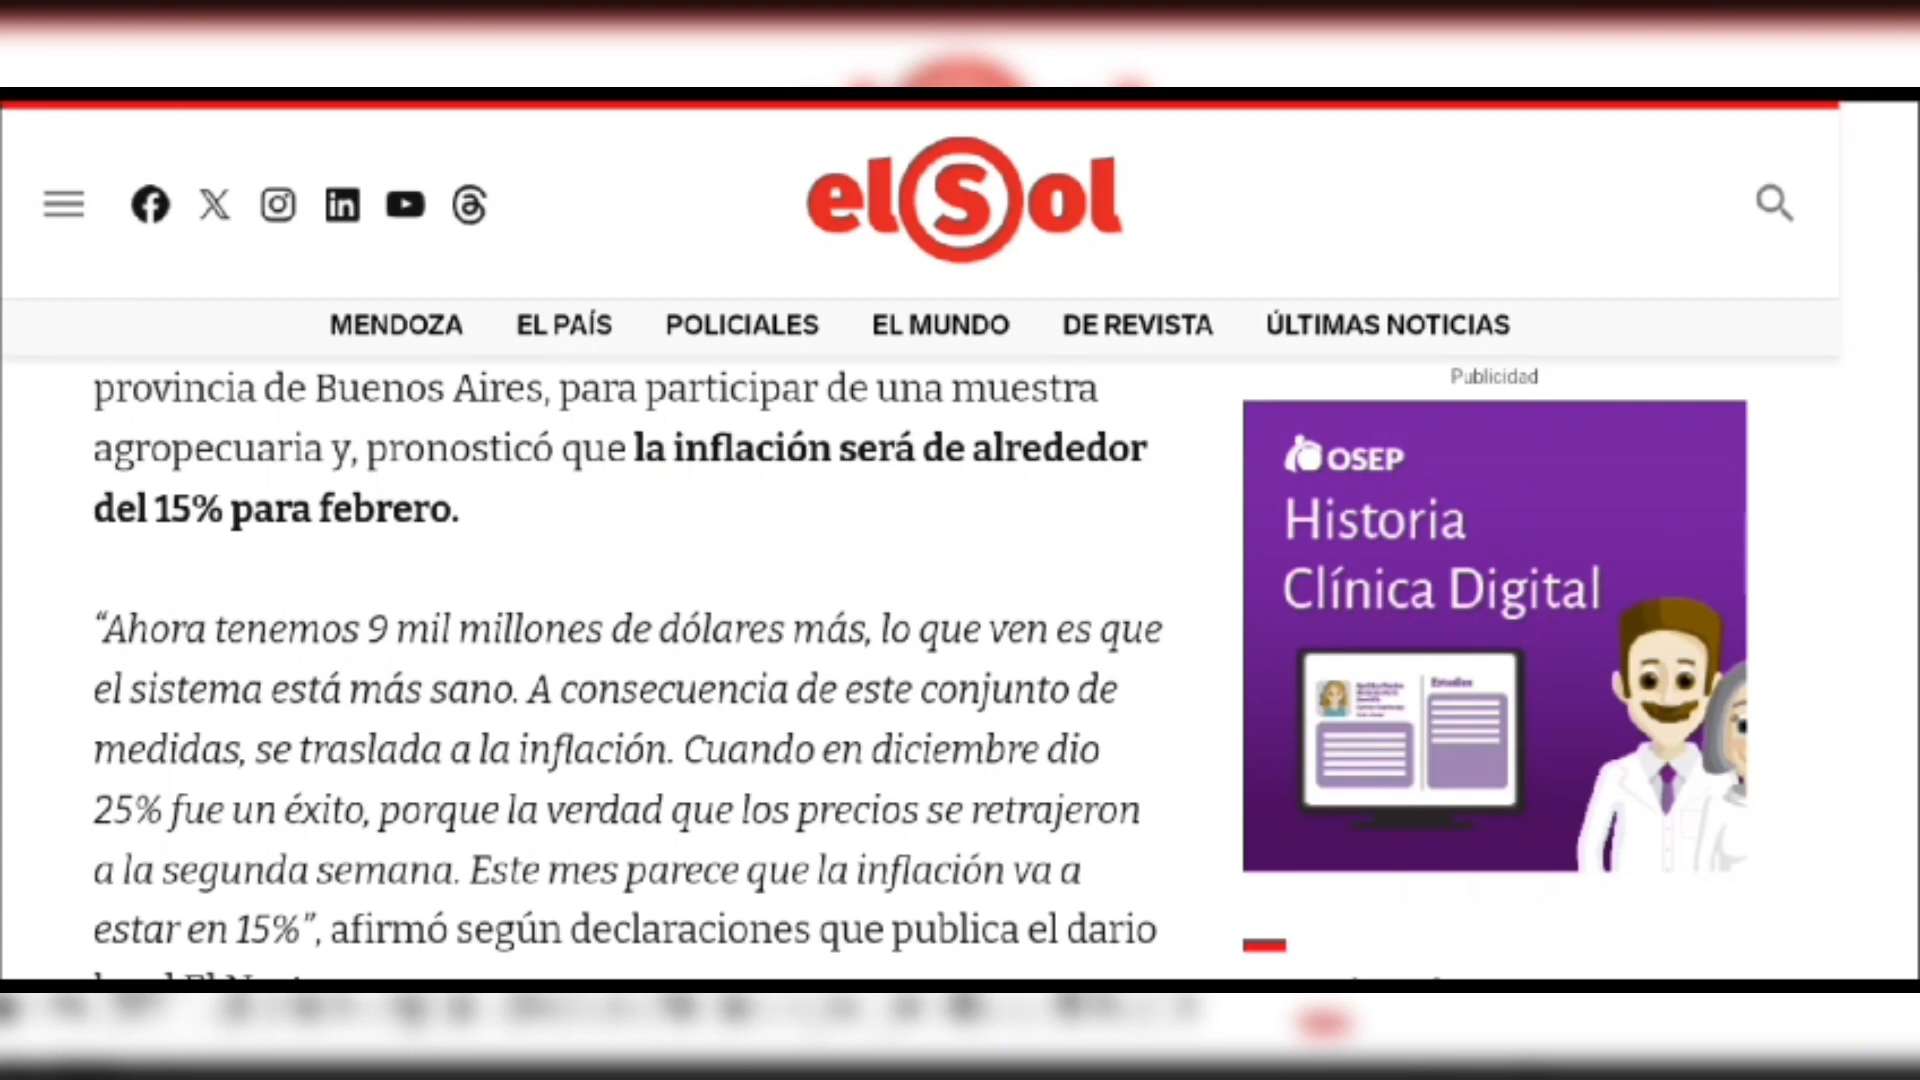 elSol
MENDOZA EL PAÍS POLICIALES EL MUNDO DE REVISTA ÚLTIMAS NOTICIAS
provincia de Buenos Aires, para participar de una muestra
agropecuaria y, pronosticó que la inflación será de alrededor
del 15% para febrero.
“Ahora tenemos 9 mil millones de dólares más, lo que ven es que
el sistema está más sano. A consecuencia de este conjunto de
medidas, se traslada a la inflación. Cuando en diciembre dio
25% fue un éxito, porque la verdad que los precios se retrajeron
a la segunda semana. Este mes parece que la inflación va a
estar en 15%”, afirmó según declaraciones que publica el dario
Publicidad
OSEP
Historia
Clínica Digital
Estudios